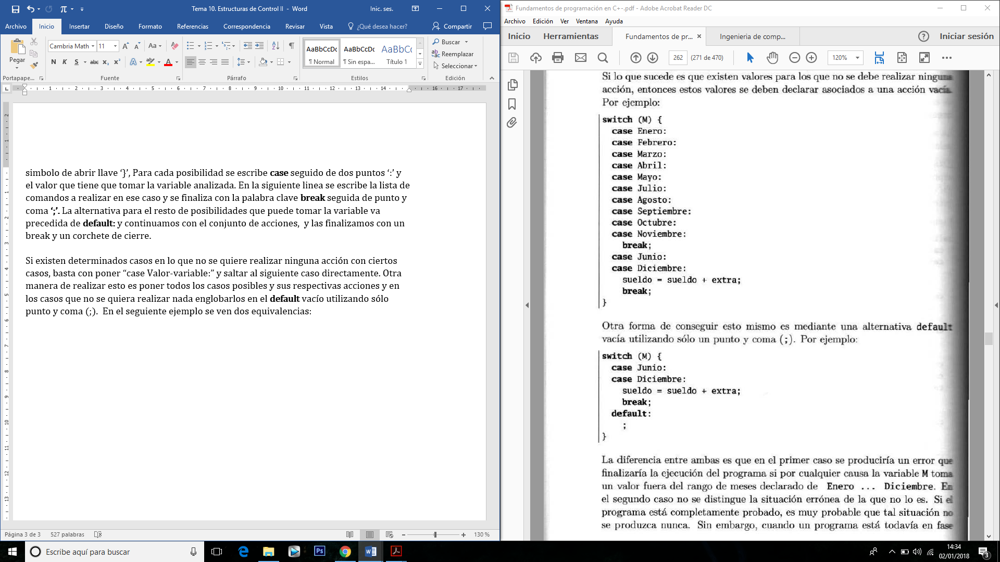 Tema 10. Estructuras de Control II - Word
Inic. ses.
Archivo Inicio Insertar Diseño Formato Referencias Correspondencia Revisar Vista ¿Qué desea hacer? Compartir
Pegar
Cambria Math 11
N K S abc x₂ x²
AaBbCcDc AaBbCcDc AaBbCc
¶ Normal ¶ Sin espa... Título 1
Buscar
Reemplazar
Seleccionar
Portapape... Fuente Párrafo Estilos Edición
1 2 3 4 5 6 7 8 9 10 11 12 13 14 16 17
simbolo de abrir llave ‘}’, Para cada posibilidad se escribe case seguido de dos puntos ‘:’ y
el valor que tiene que tomar la variable analizada. En la siguiente linea se escribe la lista de
comandos a realizar en ese caso y se finaliza con la palabra clave break seguida de punto y
coma ‘;’. La alternativa para el resto de posibilidades que puede tomar la variable va
precedida de default: y continuamos con el conjunto de acciones,  y las finalizamos con un
break y un corchete de cierre.
Si existen determinados casos en lo que no se quiere realizar ninguna acción con ciertos
casos, basta con poner “case Valor-variable:” y saltar al siguiente caso directamente. Otra
manera de realizar esto es poner todos los casos posibles y sus respectivas acciones y en
los casos que no se quiera realizar nada englobarlos en el default vacío utilizando sólo
punto y coma (;).  En el seguiente ejemplo se ven dos equivalencias:
Página 3 de 3 527 palabras
130 %
Fundamentos de programación en C+-.pdf - Adobe Acrobat Reader DC
Archivo Edición Ver Ventana Ayuda
Inicio Herramientas Fundamentos de pr... × Ingenieria de comp... Iniciar sesión
262 (271 de 470) 120%
Si lo que sucede es que existen valores para los que no se debe realizar ninguna
acción, entonces estos valores se deben declarar asociados a una acción vacía.
Por ejemplo:
switch (M) {
case Enero:
case Febrero:
case Marzo:
case Abril:
case Mayo:
case Julio:
case Agosto:
case Septiembre:
case Octubre:
case Noviembre:
break;
case Junio:
case Diciembre:
sueldo = sueldo + extra;
break;
}
Otra forma de conseguir esto mismo es mediante una alternativa default
vacía utilizando sólo un punto y coma (;). Por ejemplo:
switch (M) {
case Junio:
case Diciembre:
sueldo = sueldo + extra;
break;
default:
;
}
La diferencia entre ambas es que en el primer caso se produciría un error que
finalizaría la ejecución del programa si por cualquier causa la variable M toma
un valor fuera del rango de meses declarado de Enero ... Diciembre. En
el segundo caso no se distingue la situación errónea de la que no lo es. Si el
programa está completamente probado, es muy probable que tal situación no
se produzca nunca. Sin embargo, cuando un programa está todavía en fase
Escribe aquí para buscar
Ps
14:34
02/01/2018
3